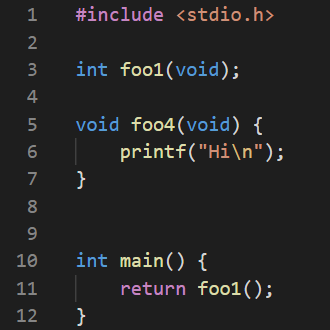 1 #include <stdio.h>
2
3 int foo1(void);
4
5 void foo4(void) {
6     printf("Hi\n");
7 }
8
9
10 int main() {
11     return foo1();
12 }